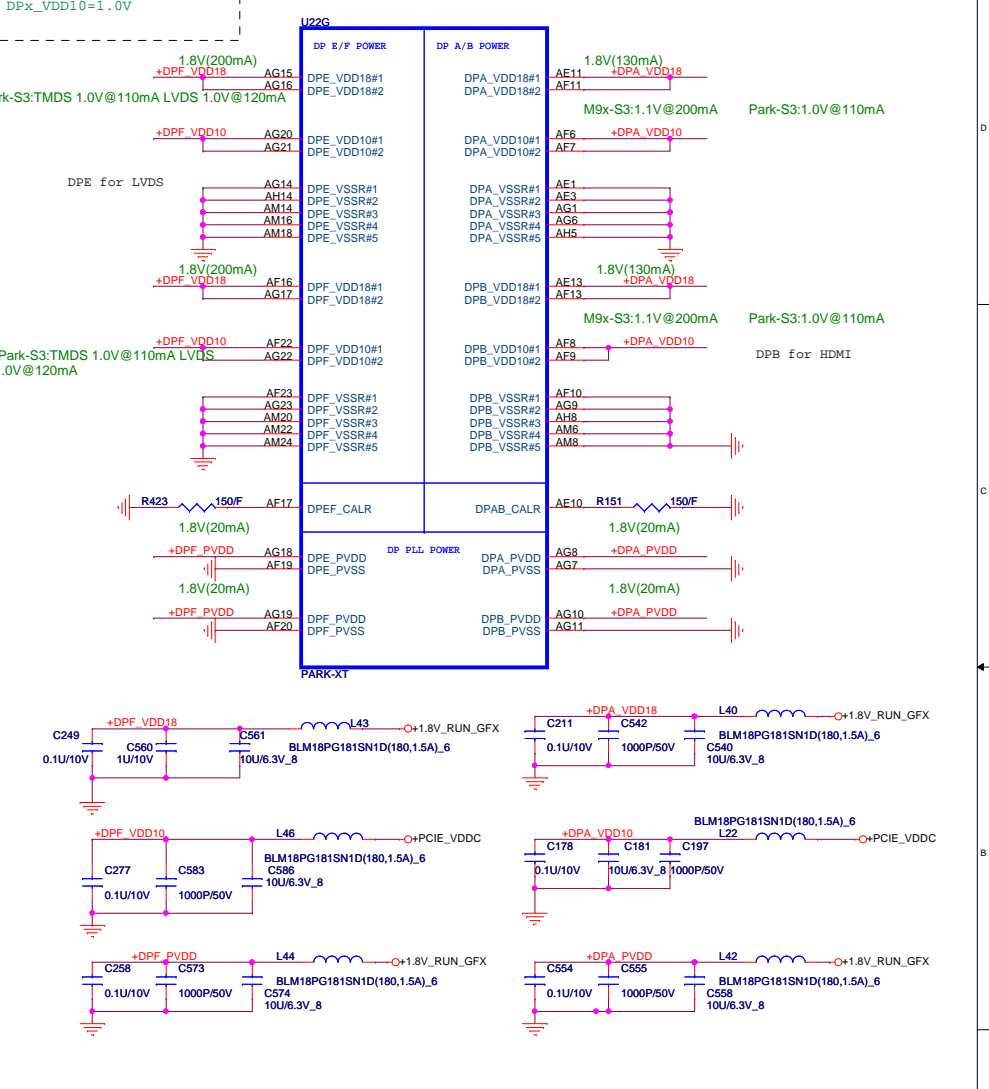 DPx_VDD10=1.0V
U22G
DP E/F POWER
DP A/B POWER
1.8V(200mA)
+DPF_VDD18
AG15
AG16
DPE_VDD18#1
DPE_VDD18#2
DPA_VDD18#1
DPA_VDD18#2
AE11
AF11
1.8V(130mA)
+DPA_VDD18
rk-S3:TMDS 1.0V@110mA LVDS 1.0V@120mA
M9x-S3:1.1V@200mA
Park-S3:1.0V@110mA
D
+DPF_VDD10
AG20
AG21
DPE_VDD10#1
DPE_VDD10#2
DPA_VDD10#1
DPA_VDD10#2
AF6
AF7
+DPA_VDD10
DPE for LVDS
AG14
AH14
AM14
AM16
AM18
DPE_VSSR#1
DPE_VSSR#2
DPE_VSSR#3
DPE_VSSR#4
DPE_VSSR#5
DPA_VSSR#1
DPA_VSSR#2
DPA_VSSR#3
DPA_VSSR#4
DPA_VSSR#5
AE1
AE3
AG1
AG6
AH5
1.8V(200mA)
+DPF_VDD18
AF16
AG17
DPF_VDD18#1
DPF_VDD18#2
DPB_VDD18#1
DPB_VDD18#2
AE13
AF13
1.8V(130mA)
+DPA_VDD18
M9x-S3:1.1V@200mA
Park-S3:1.0V@110mA
+DPF_VDD10
Park-S3:TMDS 1.0V@110mA LVDS
.0V@120mA
AF22
AG22
DPF_VDD10#1
DPF_VDD10#2
DPB_VDD10#1
DPB_VDD10#2
AF8
AF9
+DPA_VDD10
DPB for HDMI
AF23
AG23
AM20
AM22
AM24
DPF_VSSR#1
DPF_VSSR#2
DPF_VSSR#3
DPF_VSSR#4
DPF_VSSR#5
DPB_VSSR#1
DPB_VSSR#2
DPB_VSSR#3
DPB_VSSR#4
DPB_VSSR#5
AF10
AG9
AH8
AM6
AM8
C
R423
150/F
AF17
DPEF_CALR
DPAB_CALR
AE10
R151
150/F
1.8V(20mA)
1.8V(20mA)
DP PLL POWER
+DPF_PVDD
AG18
AF19
DPE_PVDD
DPE_PVSS
DPA_PVDD
DPA_PVSS
AG8
AG7
+DPA_PVDD
1.8V(20mA)
1.8V(20mA)
+DPF_PVDD
AG19
AF20
DPF_PVDD
DPF_PVSS
DPB_PVDD
DPB_PVSS
AG10
AG11
+DPA_PVDD
PARK-XT
+DPF_VDD18
C249
0.1U/10V
C560
1U/10V
C561
10U/6.3V_8
L43
BLM18PG181SN1D(180,1.5A)_6
+1.8V_RUN_GFX
+DPA_VDD18
C211
0.1U/10V
C542
1000P/50V
L40
BLM18PG181SN1D(180,1.5A)_6
C540
10U/6.3V_8
+1.8V_RUN_GFX
+DPF_VDD10
C277
0.1U/10V
C583
1000P/50V
L46
BLM18PG181SN1D(180,1.5A)_6
C586
10U/6.3V_8
+PCIE_VDDC
BLM18PG181SN1D(180,1.5A)_6
+DPA_VDD10
L22
C178
0.1U/10V
C181
10U/6.3V_8
C197
1000P/50V
+PCIE_VDDC
B
+DPF_PVDD
C258
0.1U/10V
C573
1000P/50V
L44
BLM18PG181SN1D(180,1.5A)_6
C574
10U/6.3V_8
+1.8V_RUN_GFX
+DPA_PVDD
C554
0.1U/10V
C555
1000P/50V
L42
BLM18PG181SN1D(180,1.5A)_6
C558
10U/6.3V_8
+1.8V_RUN_GFX